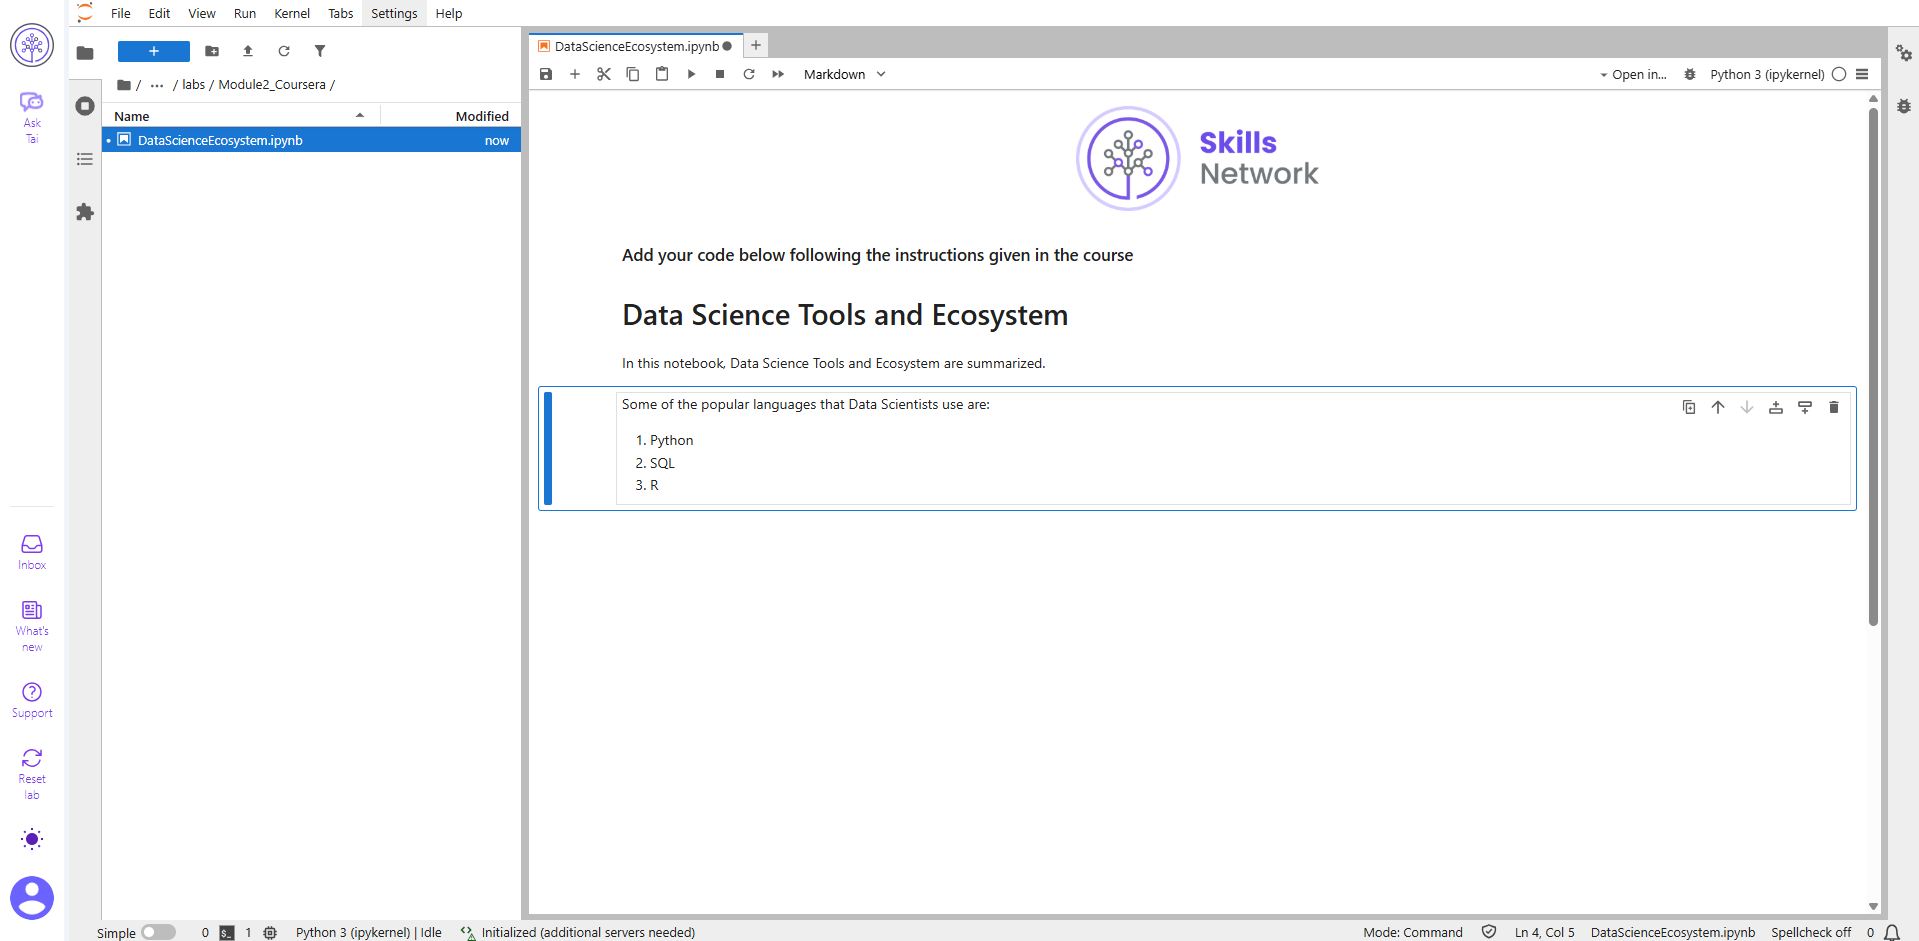 File Edit View Run Kernel Tabs Settings Help
Ask
Tai
Inbox
What's
new
Support
Reset
lab
+
/ ··· / labs / Module2_Coursera /
Name Modified
DataScienceEcosystem.ipynb now
DataScienceEcosystem.ipynb
Markdown
Open in...
Python 3 (ipykernel)
Skills
Network
Add your code below following the instructions given in the course
Data Science Tools and Ecosystem
In this notebook, Data Science Tools and Ecosystem are summarized.
Some of the popular languages that Data Scientists use are:
1. Python
2. SQL
3. R
Simple 0 $_ 1 Python 3 (ipykernel) | Idle Initialized (additional servers needed) Mode: Command Ln 4, Col 5 DataScienceEcosystem.ipynb Spellcheck off 0